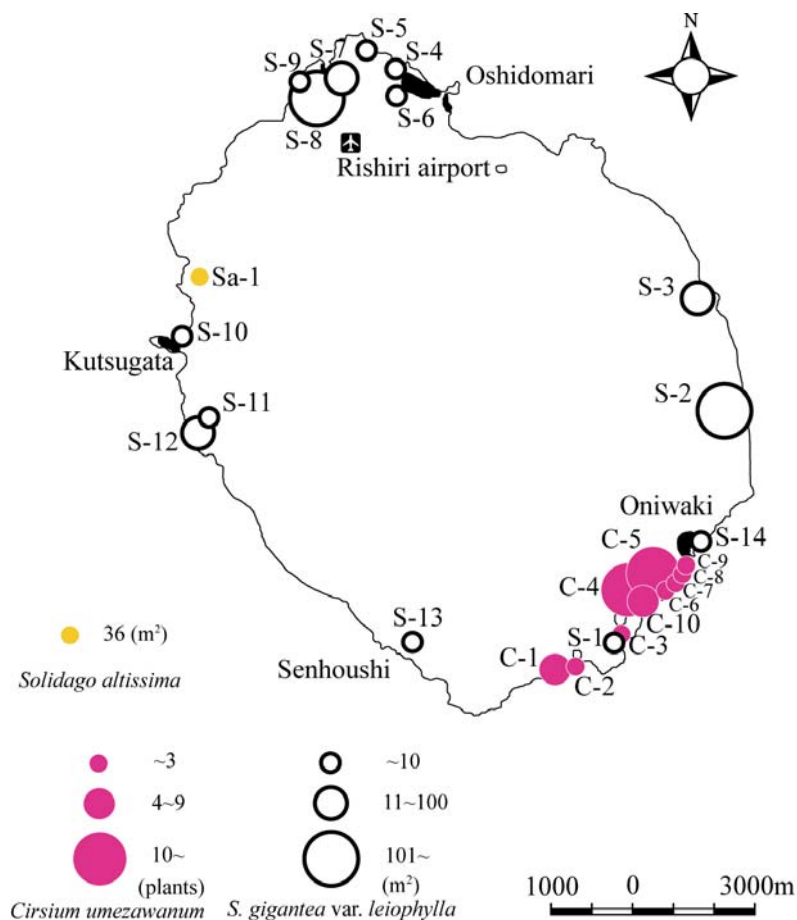 N
S-5
S-
S-4
S-9
Oshidomari
S-6
S-8
Rishiri airport
Sa-1
S-3
S-10
Kutsugata
S-11
S-2
S-12
Oniwaki
S-14
C-5
C-9
C-4
C-8
C-7
C-6
C-10
S-13
S-1
C-3
36 (m²)
Senhoushi
C-1
C-2
Solidago altissima
~3
~10
4~9
11~100
10~
101~
(plants)
(m²)
Cirsium umezawanum
S. gigantea var. leiophylla
1000 0 3000m